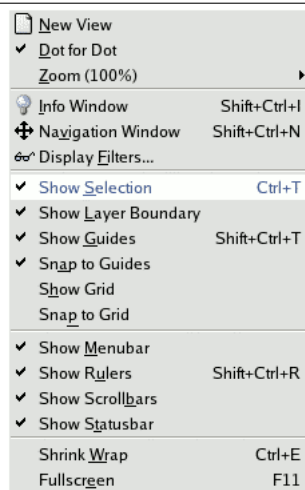 New View
Dot for Dot
Zoom (100%)
Info Window Shift+Ctrl+I
Navigation Window Shift+Ctrl+N
Display Filters...
Show Selection Ctrl+T
Show Layer Boundary
Show Guides Shift+Ctrl+T
Snap to Guides
Show Grid
Snap to Grid
Show Menubar
Show Rulers Shift+Ctrl+R
Show Scrollbars
Show Statusbar
Shrink Wrap Ctrl+E
Fullscreen F11